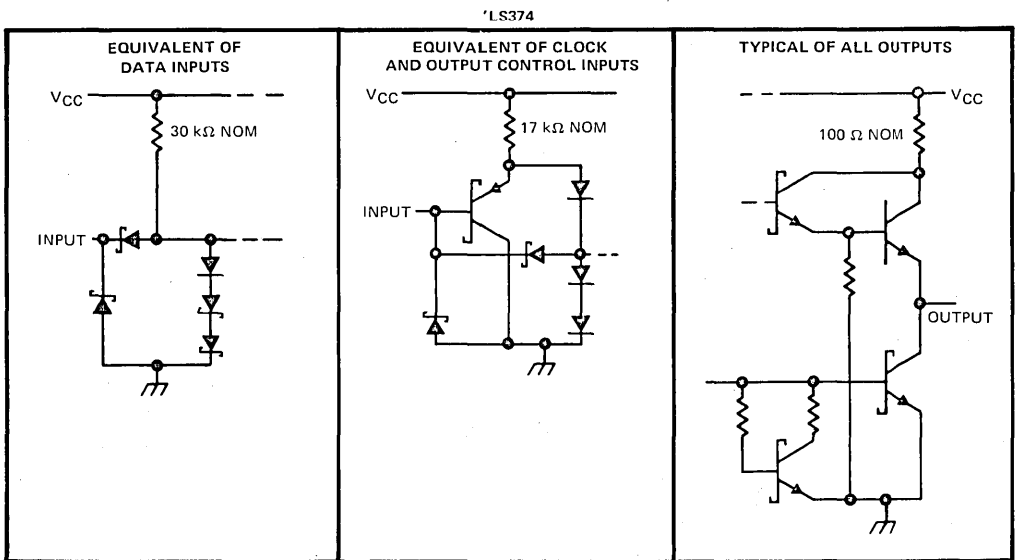 'LS374
EQUIVALENT OF
DATA INPUTS
VCC
30 kΩ NOM
INPUT
EQUIVALENT OF CLOCK
AND OUTPUT CONTROL INPUTS
VCC
17 kΩ NOM
INPUT
TYPICAL OF ALL OUTPUTS
VCC
100 Ω NOM
OUTPUT